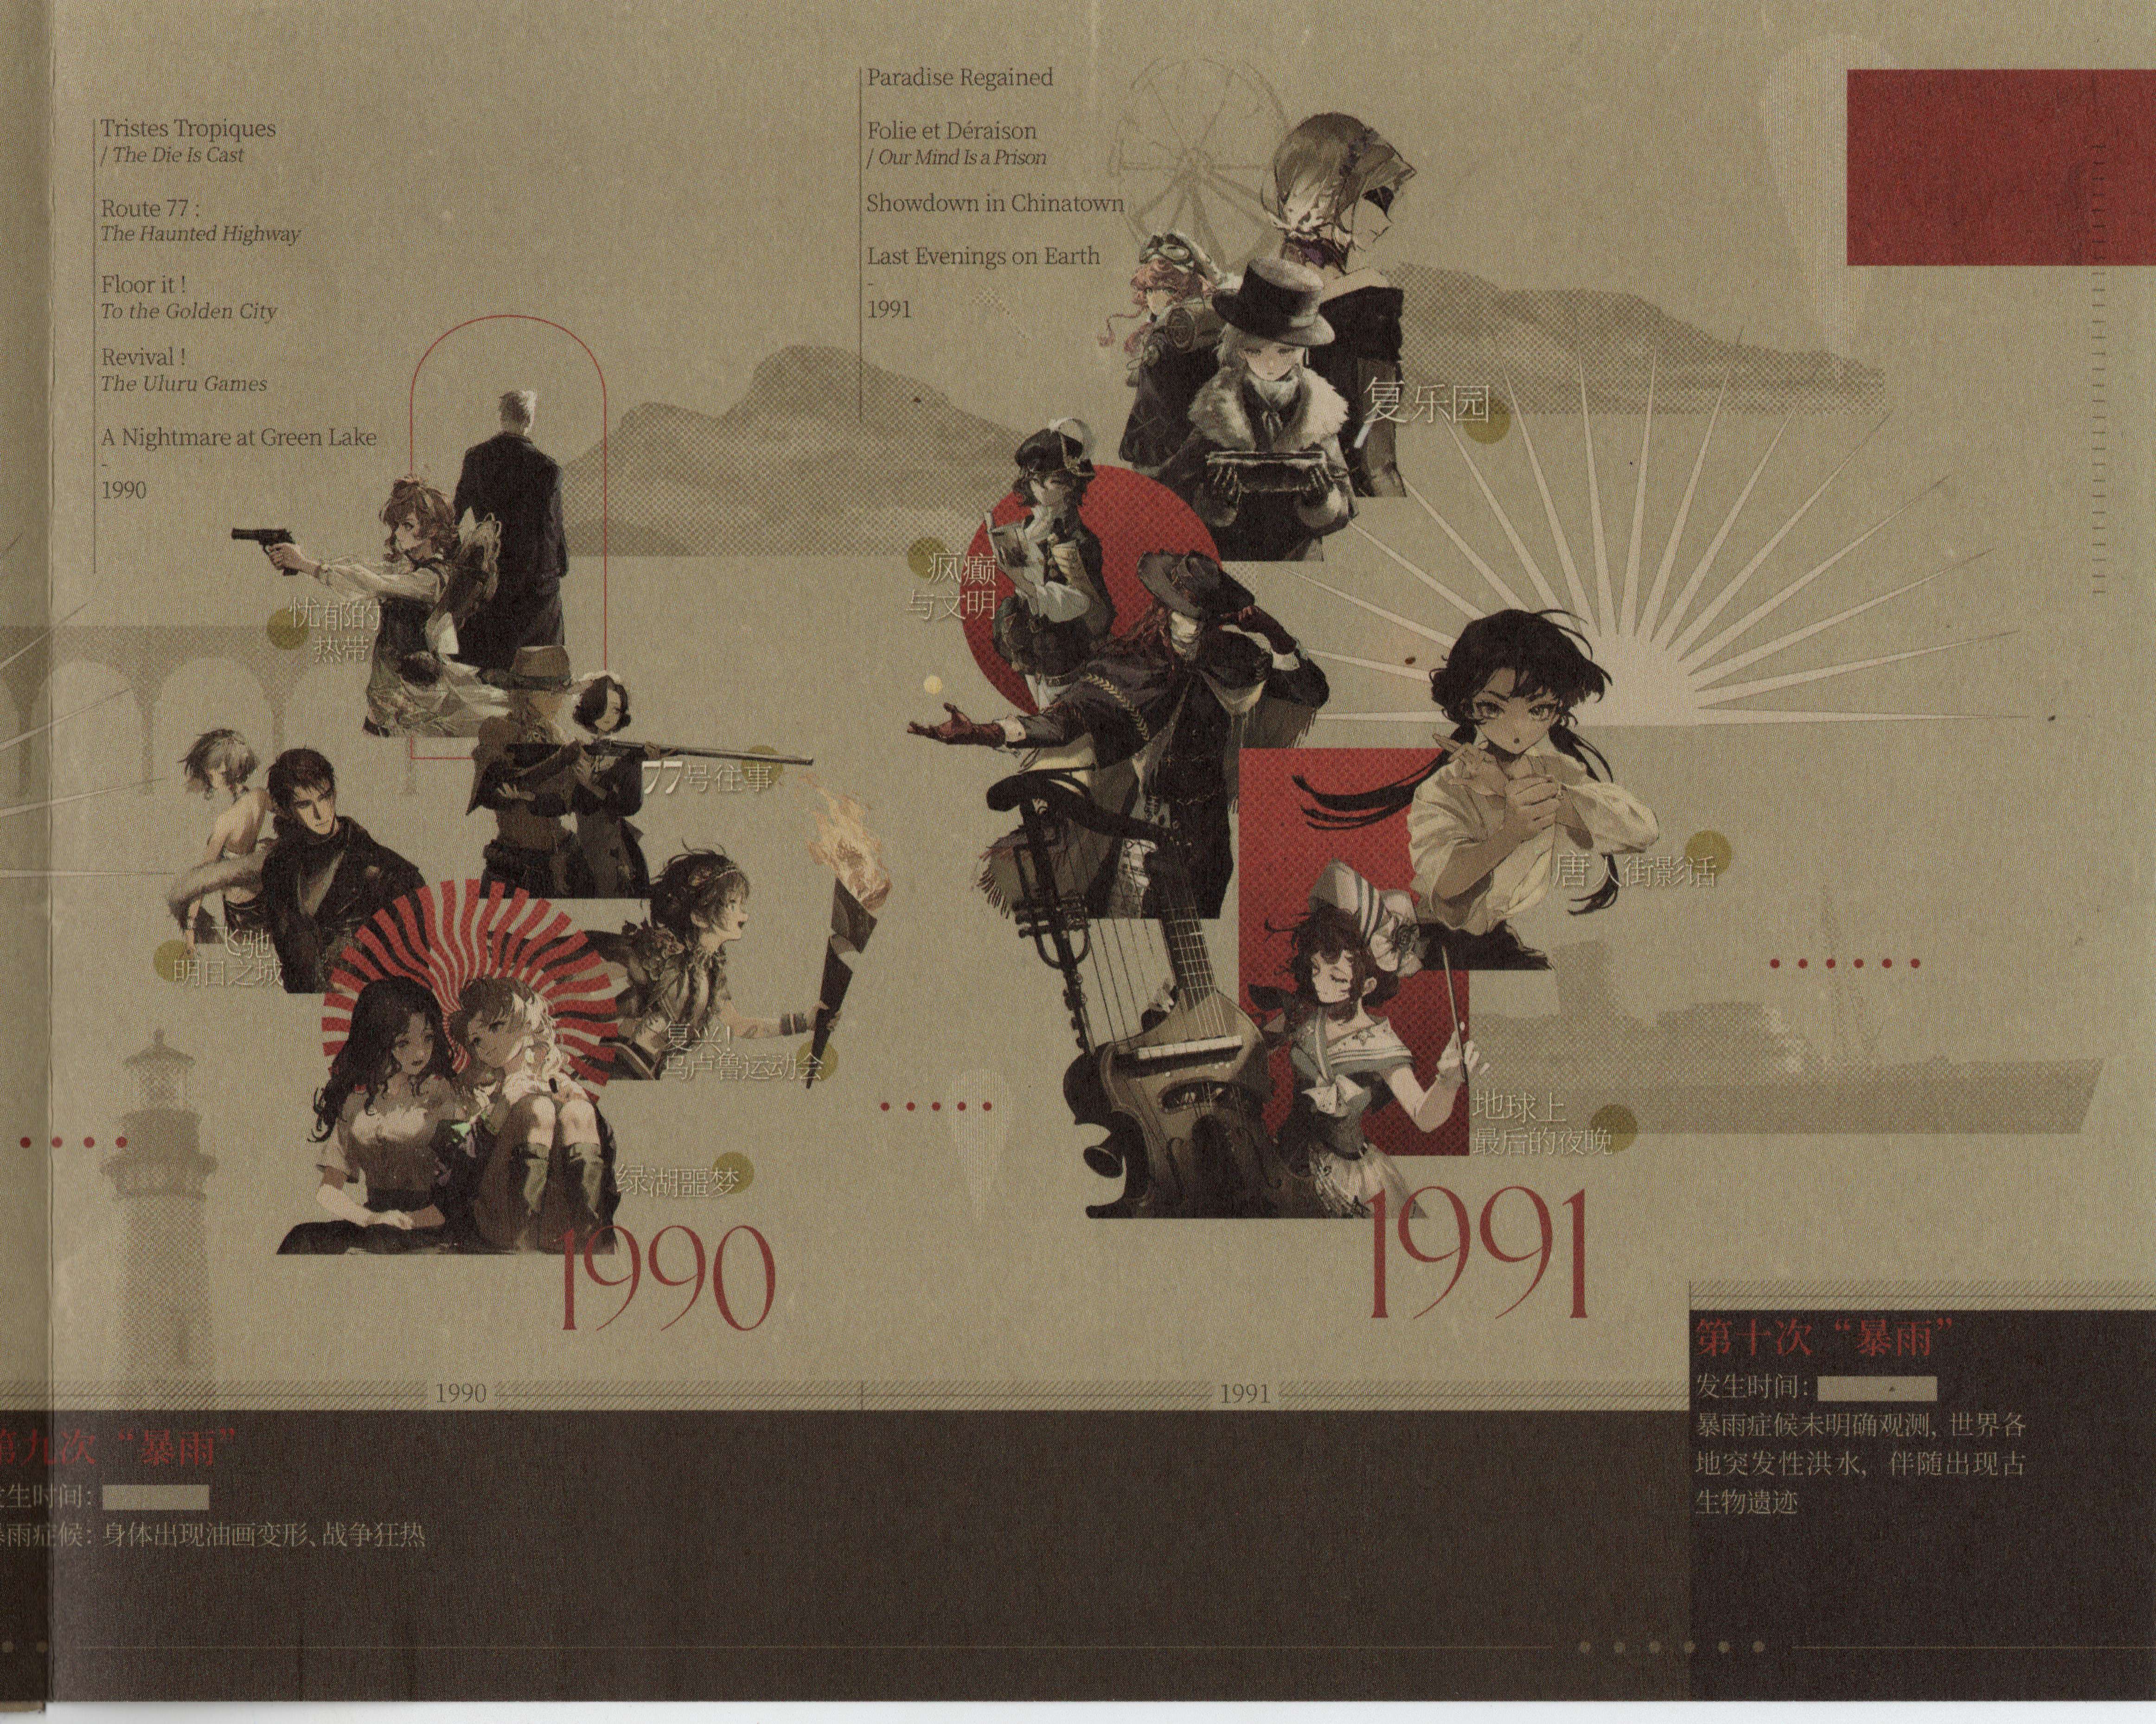 Tristes Tropiques
/ The Die Is Cast
Route 77 :
The Haunted Highway
Floor it !
To the Golden City
Revival !
The Uluru Games
A Nightmare at Green Lake
-
1990
Paradise Regained
Folie et Déraison
/ Our Mind Is a Prison
Showdown in Chinatown
Last Evenings on Earth
-
1991
复乐园
疯癫
与文明
忧郁的
热带
77号往事
唐人街影话
飞驰
明日之城
复兴!
乌卢鲁运动会
地球上
最后的夜晚
绿湖噩梦
1990
1991
1990
1991
第九次 “暴雨”
发生时间：
暴雨症候：身体出现油画变形、战争狂热
第十次 “暴雨”
发生时间：
暴雨症候未明确观测，世界各
地突发性洪水，伴随出现古
生物遗迹